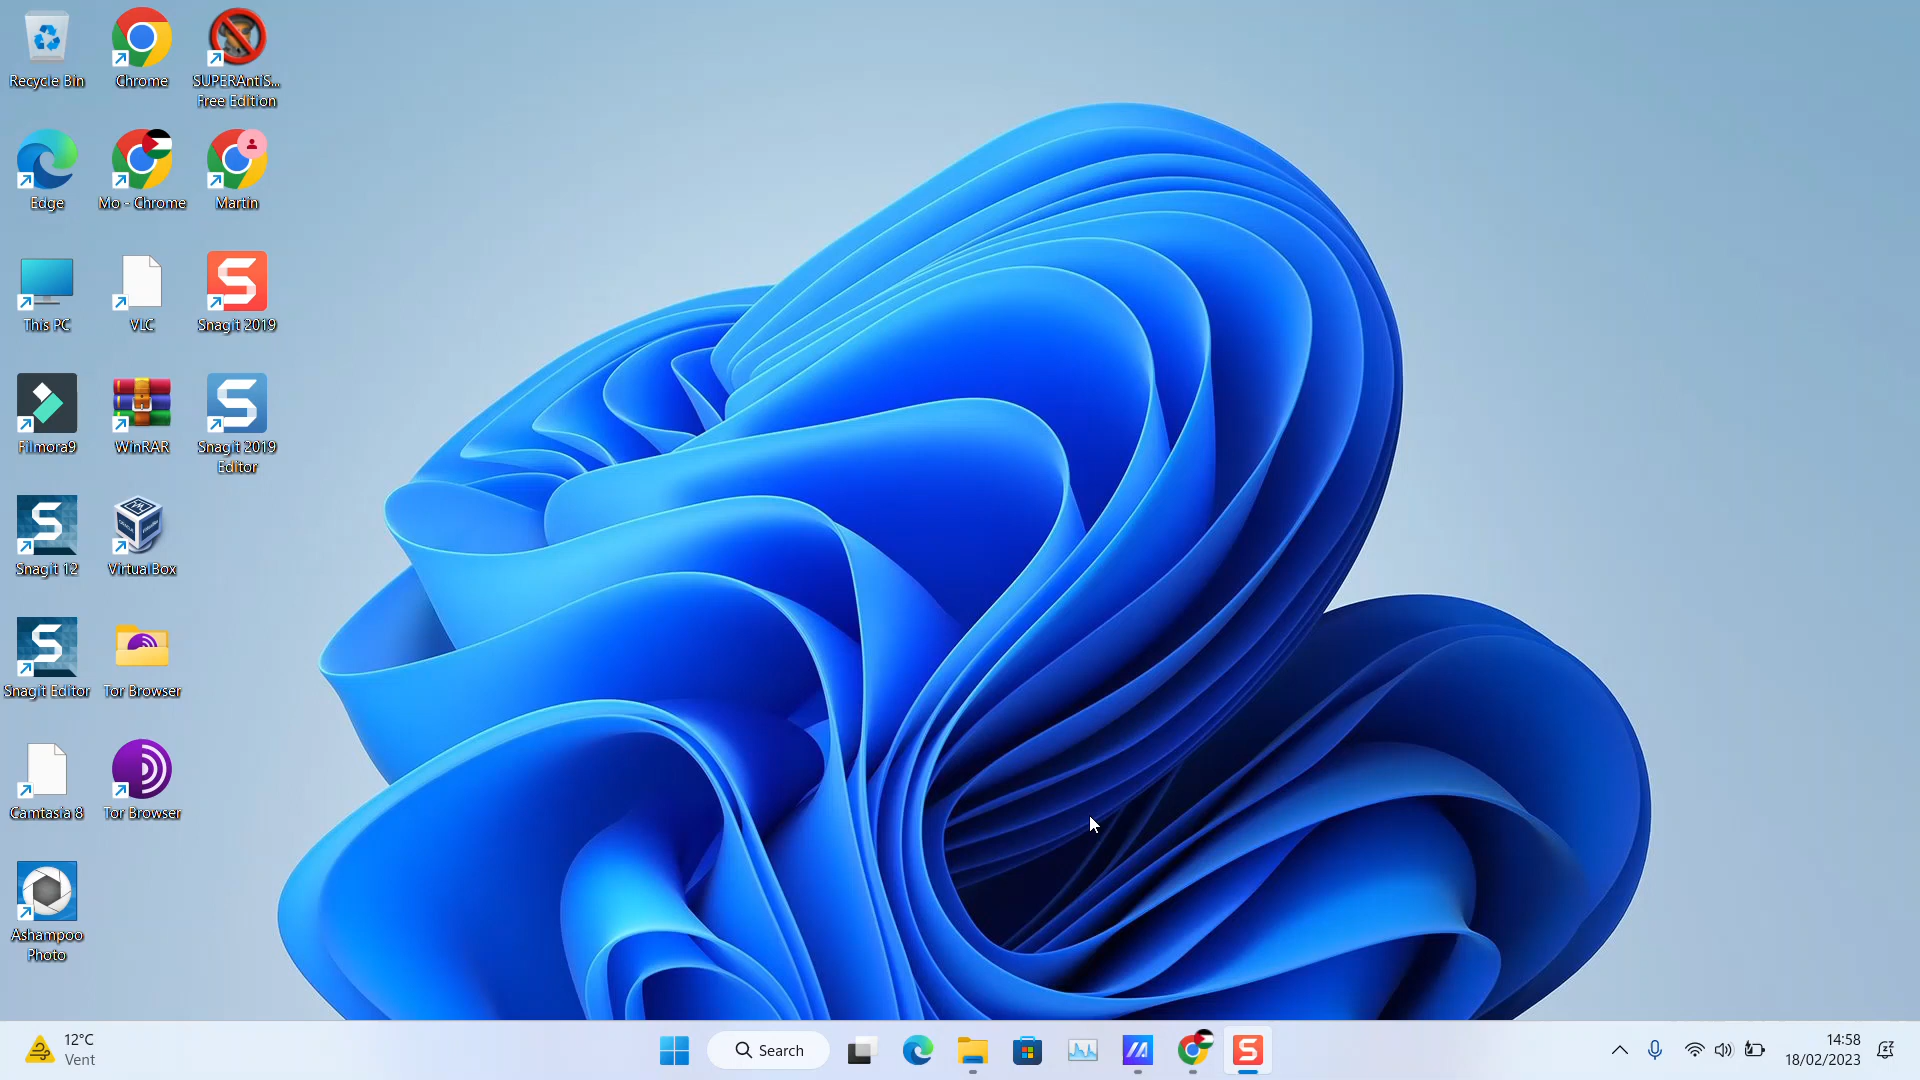 Recycle Bin
Chrome
SUPERAntiS...
Free Edition
Edge
Mo - Chrome
Martin
This PC
VLC
Snagit 2019
Filmora9
WinRAR
Snagit 2019
Editor
Snagit 12
VirtualBox
Snagit Editor
Tor Browser
Camtasia 8
Tor Browser
Ashampoo
Photo
12°C
Vent
Search
14:58
18/02/2023